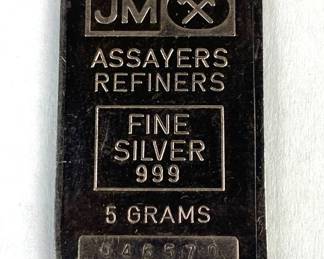 JM
ASSAYERS
REFINERS
FINE
SILVER
999
5 GRAMS